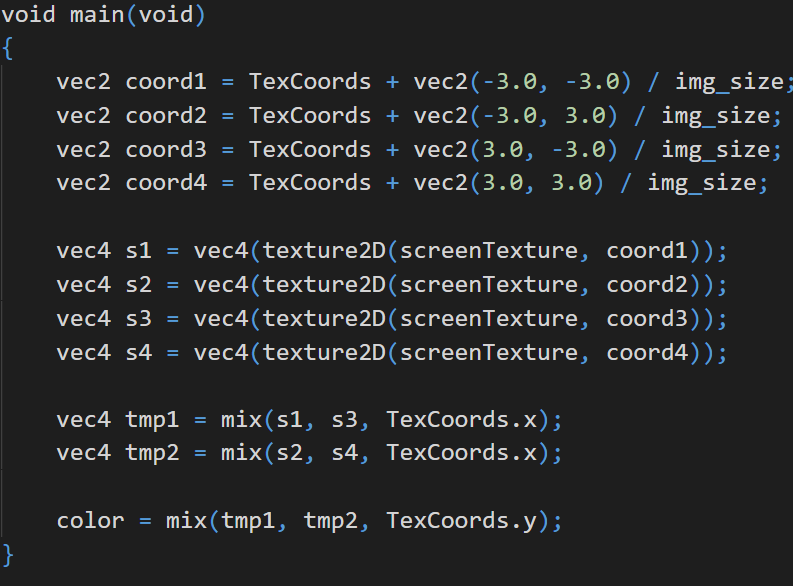 void main(void)
{
    vec2 coord1 = TexCoords + vec2(-3.0, -3.0) / img_size;
    vec2 coord2 = TexCoords + vec2(-3.0, 3.0) / img_size;
    vec2 coord3 = TexCoords + vec2(3.0, -3.0) / img_size;
    vec2 coord4 = TexCoords + vec2(3.0, 3.0) / img_size;

    vec4 s1 = vec4(texture2D(screenTexture, coord1));
    vec4 s2 = vec4(texture2D(screenTexture, coord2));
    vec4 s3 = vec4(texture2D(screenTexture, coord3));
    vec4 s4 = vec4(texture2D(screenTexture, coord4));

    vec4 tmp1 = mix(s1, s3, TexCoords.x);
    vec4 tmp2 = mix(s2, s4, TexCoords.x);

    color = mix(tmp1, tmp2, TexCoords.y);
}